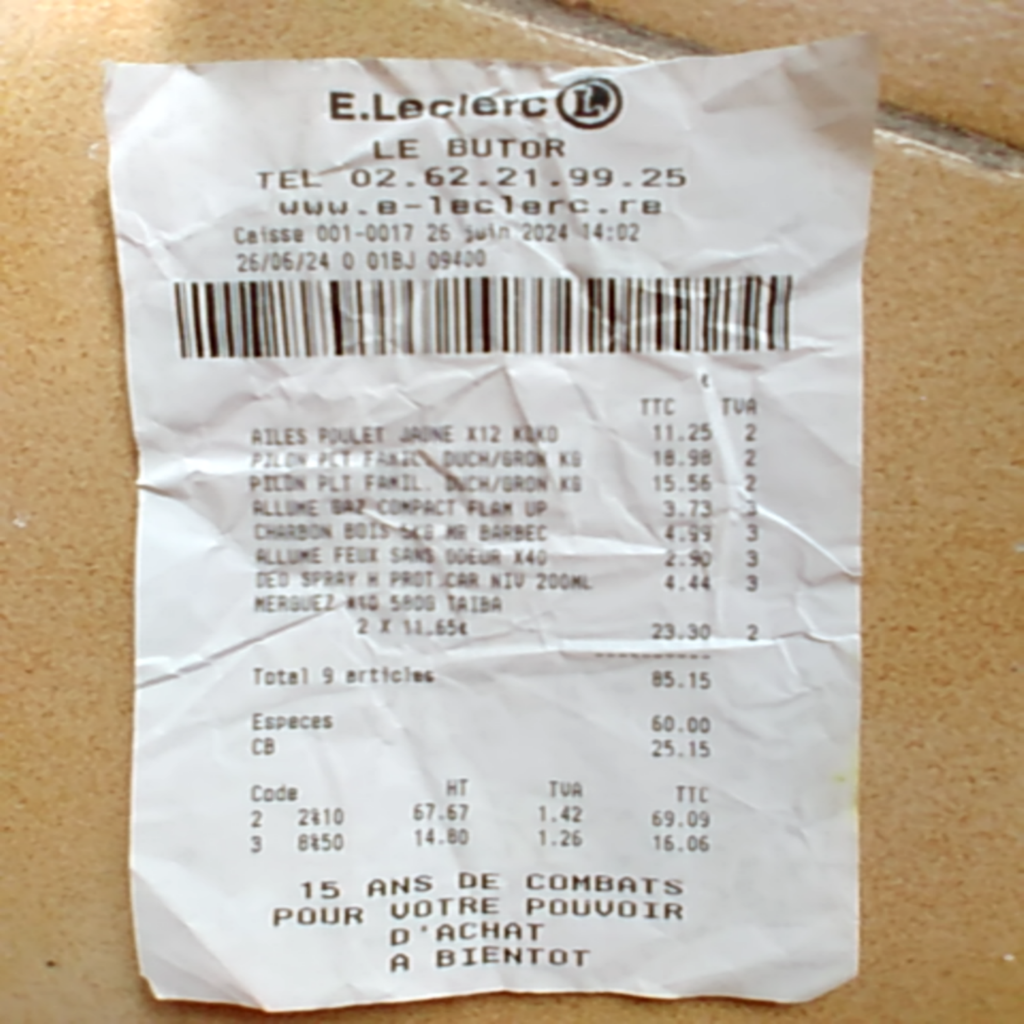 E.Leclerc L
LE BUTOR
TEL 02.62.21.99.25
www.e-leclerc.re
Caisse 001-0017 26 juin 2024 14:02
26/06/24 0 01BJ 09400
€
TTC TVA
AILES POULET JAUNE X12 KOKO 11.25 2
PILON PLT FAMIL. DUCH/GRON KG 18.98 2
PILON PLT FAMIL. DUCH/GRON KG 15.56 2
ALLUME GAZ COMPACT FLAM UP 3.73 3
CHARBON BOIS 5KG MR BARBEC 4.99 3
ALLUME FEUX SANS ODEUR X40 2.90 3
DEO SPRAY H PROT.CAR NIV 200ML 4.44 3
MERGUEZ X10 580G TAIBA
2 X 11.65€ 23.30 2
Total 9 articles 85.15
Especes 60.00
CB 25.15
Code HT TVA TTC
2 2%10 67.67 1.42 69.09
3 8%50 14.80 1.26 16.06
15 ANS DE COMBATS
POUR VOTRE POUVOIR
D'ACHAT
A BIENTOT